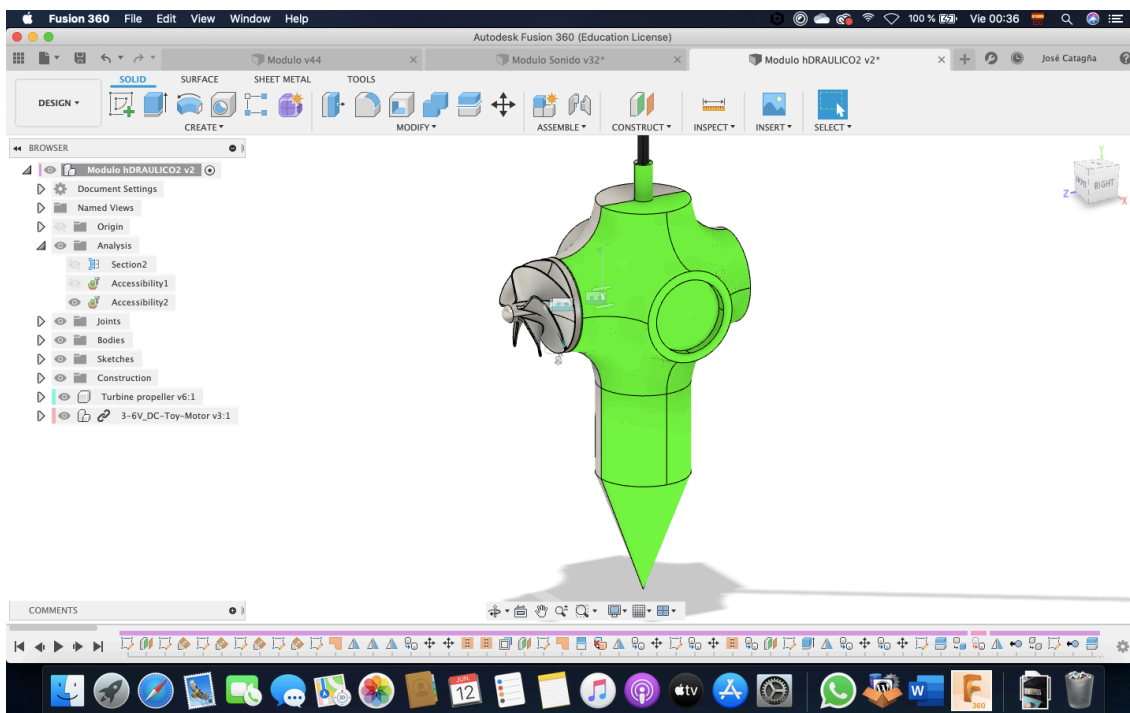 Fusion 360 File Edit View Window Help 100 % Vie 00:36
Autodesk Fusion 360 (Education License)
Modulo v44 Modulo Sonido v32* Modulo hDRAULICO2 v2* José Catagña
SOLID SURFACE SHEET METAL TOOLS
DESIGN
CREATE MODIFY ASSEMBLE CONSTRUCT INSPECT INSERT SELECT
BROWSER
Modulo hDRAULICO2 v2
Document Settings
Named Views
Origin
Analysis
Section2
Accessibility1
Accessibility2
Joints
Bodies
Sketches
Construction
Turbine propeller v6:1
3-6V_DC-Toy-Motor v3:1
Y
RIGHT
Z
X
COMMENTS
JUN
12
tv
W
F
360